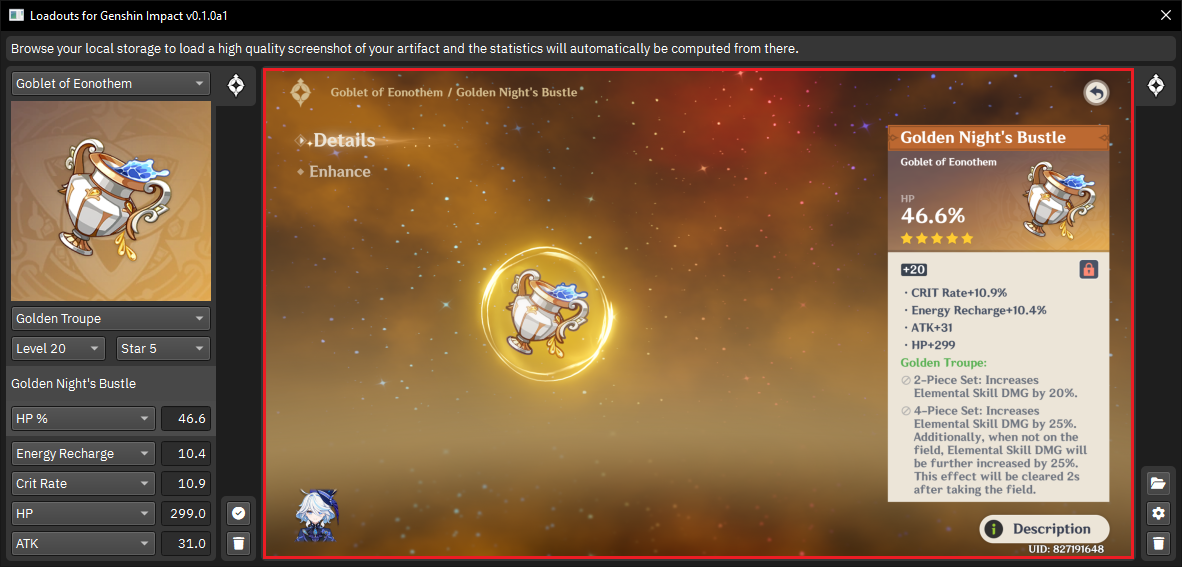 Loadouts for Genshin Impact v0.1.0a1
Browse your local storage to load a high quality screenshot of your artifact and the statistics will automatically be computed from there.
Goblet of Eonothem
Golden Troupe
Level 20
Star 5
Golden Night's Bustle
HP %
46.6
Energy Recharge
10.4
Crit Rate
10.9
HP
299.0
ATK
31.0
Goblet of Eonothem / Golden Night's Bustle
Details
Enhance
Golden Night's Bustle
Goblet of Eonothem
HP
46.6%
+20
· CRIT Rate+10.9%
· Energy Recharge+10.4%
· ATK+31
· HP+299
Golden Troupe:
2-Piece Set: Increases
Elemental Skill DMG by 20%.
4-Piece Set: Increases
Elemental Skill DMG by 25%.
Additionally, when not on the
field, Elemental Skill DMG will
be further increased by 25%.
This effect will be cleared 2s
after taking the field.
Description
UID: 827191648